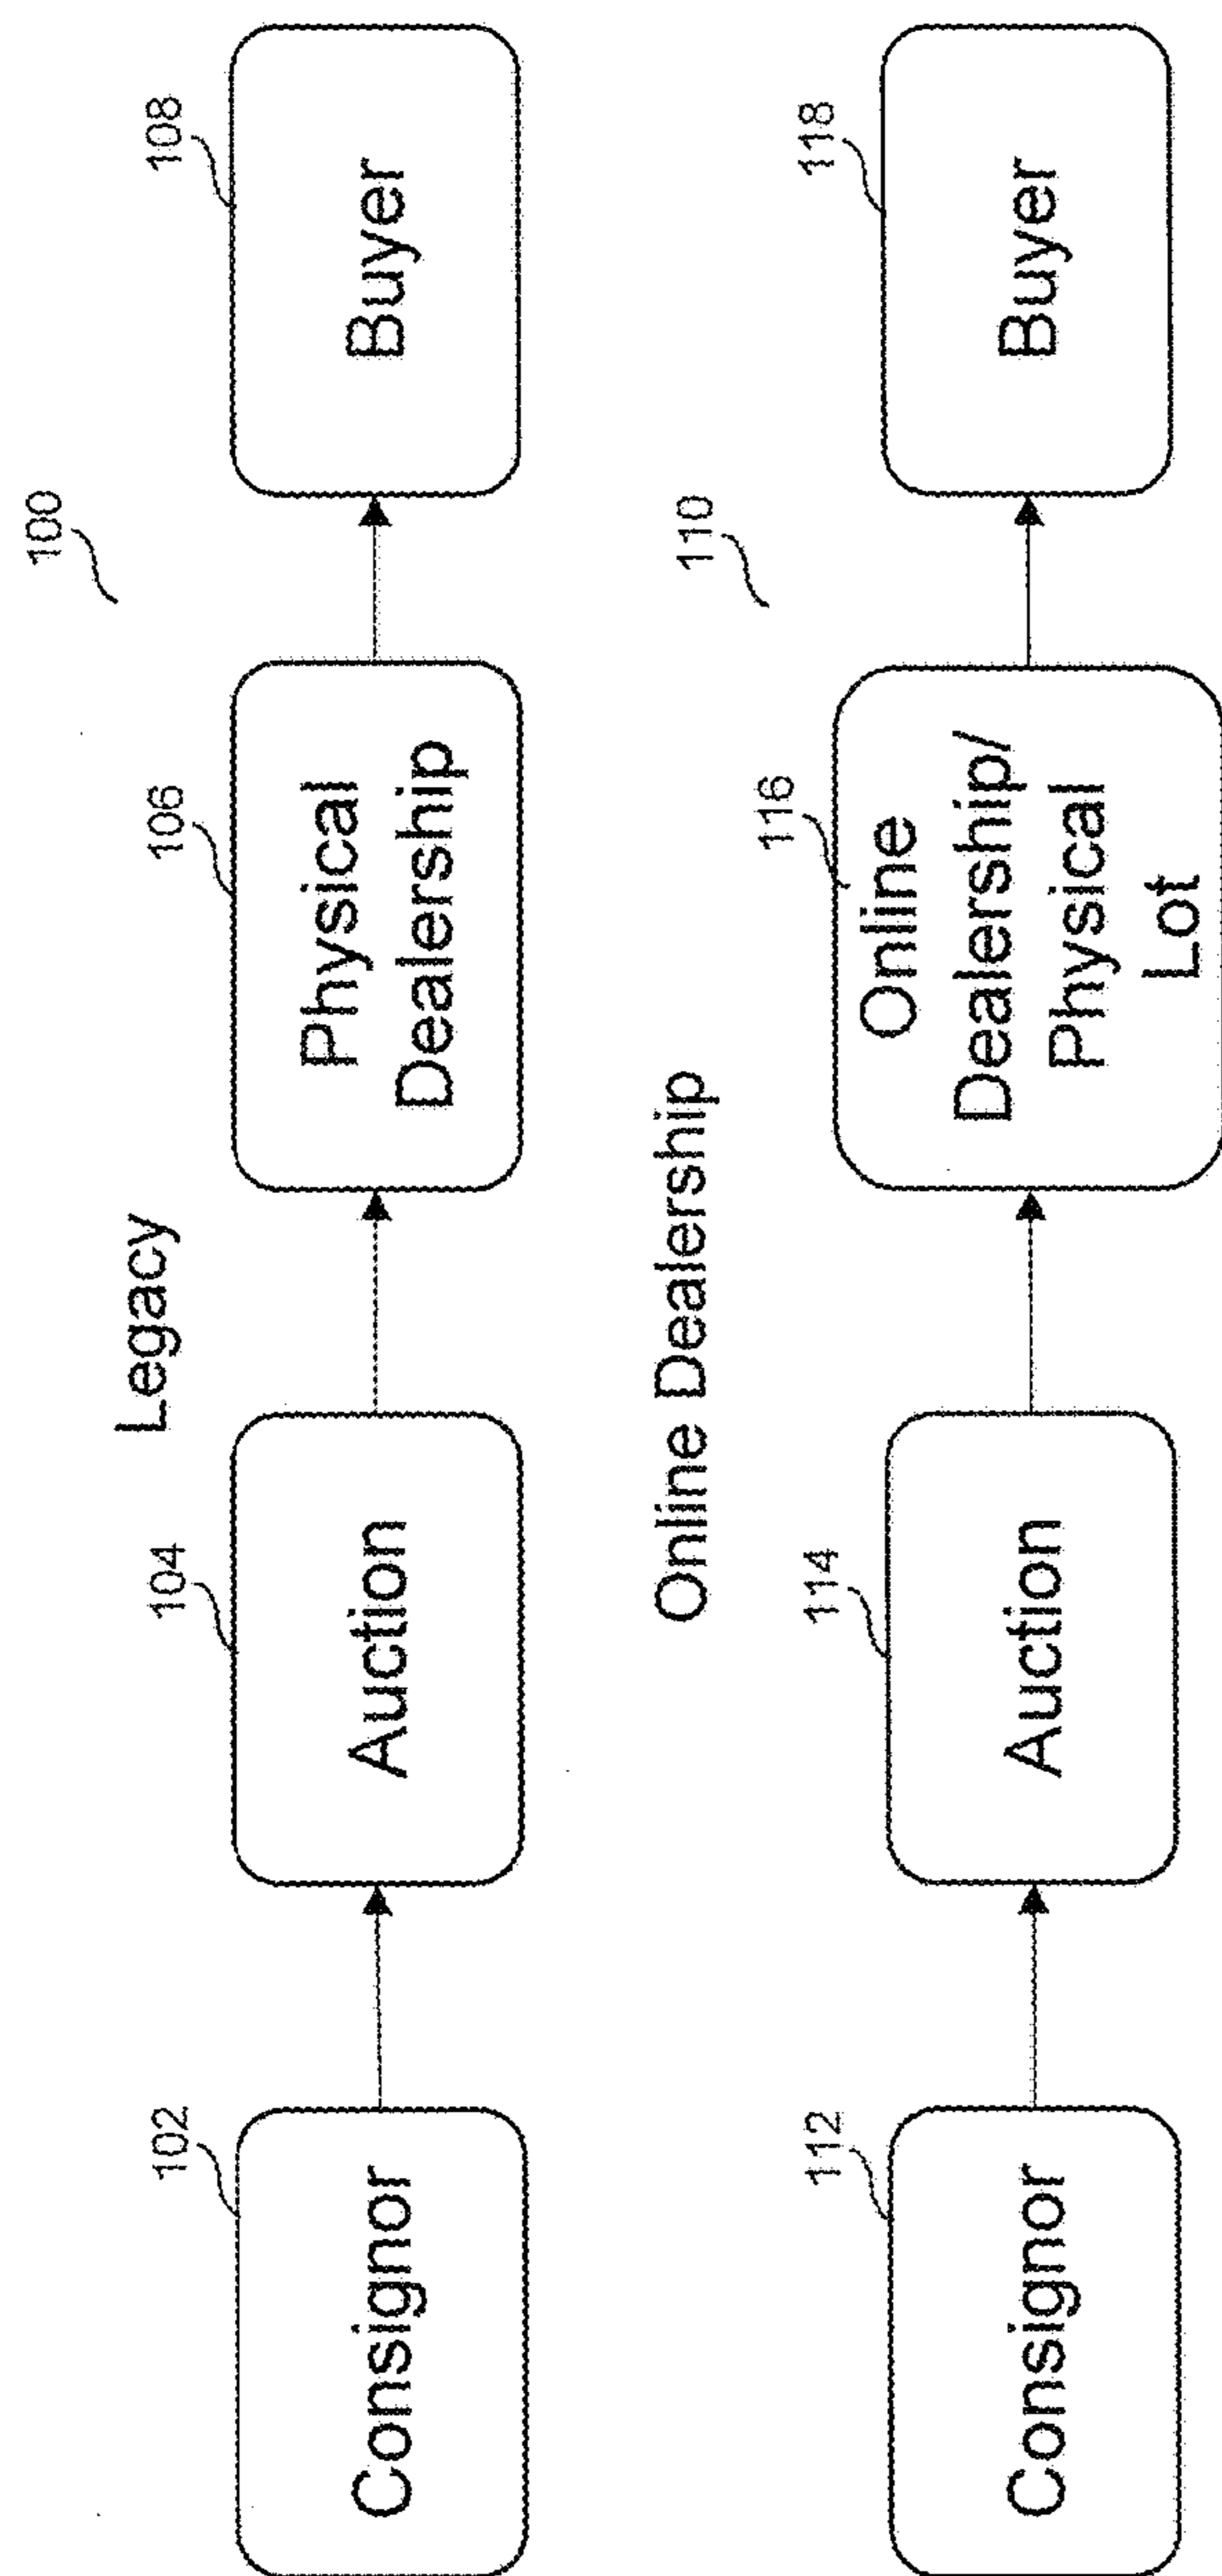 Legacy
100
102
Consignor
104
Auction
106
Physical
Dealership
108
Buyer
Online Dealership
110
112
Consignor
114
Auction
116
Online
Dealership/
Physical
Lot
118
Buyer